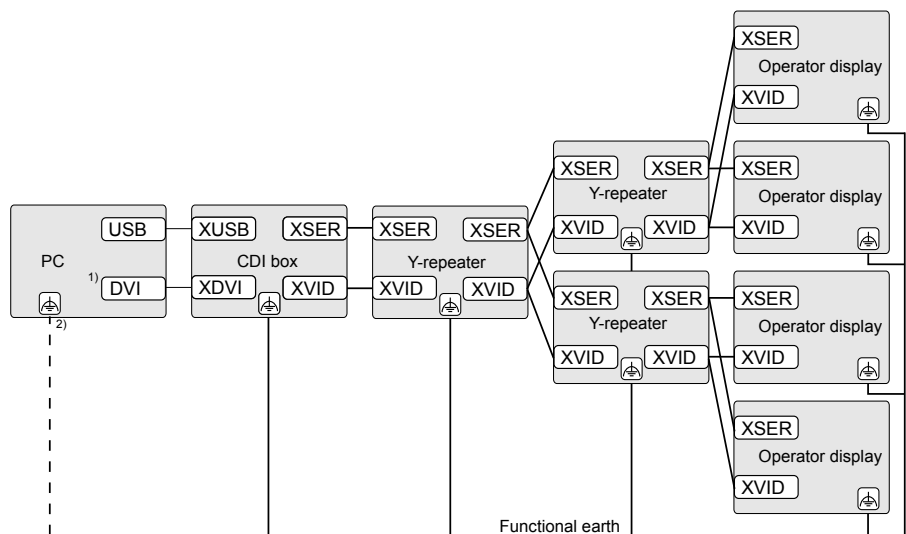 XSER
Operator display
XVID
XSER
XSER
Y-repeater
XVID
XVID
XSER
Operator display
XVID
USB
PC
1)
DVI
2)
XUSB
XSER
CDI box
XDVI
XVID
XSER
XSER
Y-repeater
XVID
XVID
XSER
XSER
Y-repeater
XVID
XVID
XSER
Operator display
XVID
XSER
Operator display
XVID
Functional earth